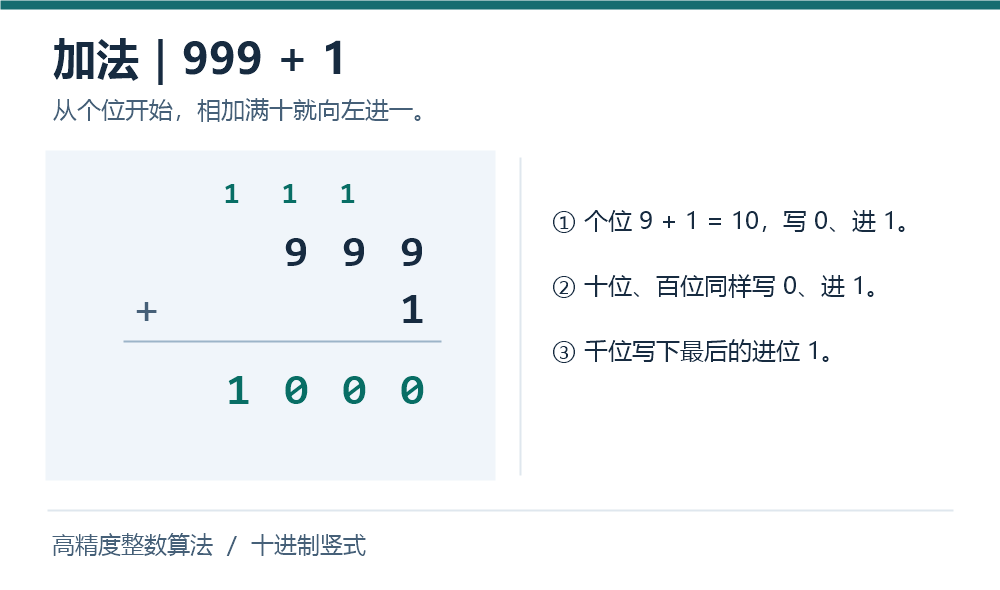 加法 | 999 + 1
从个位开始，相加满十就向左进一。
1 1 1
9 9 9
+ 1
1 0 0 0
① 个位 9 + 1 = 10，写 0、进 1。
② 十位、百位同样写 0、进 1。
③ 千位写下最后的进位 1。
高精度整数算法 / 十进制竖式